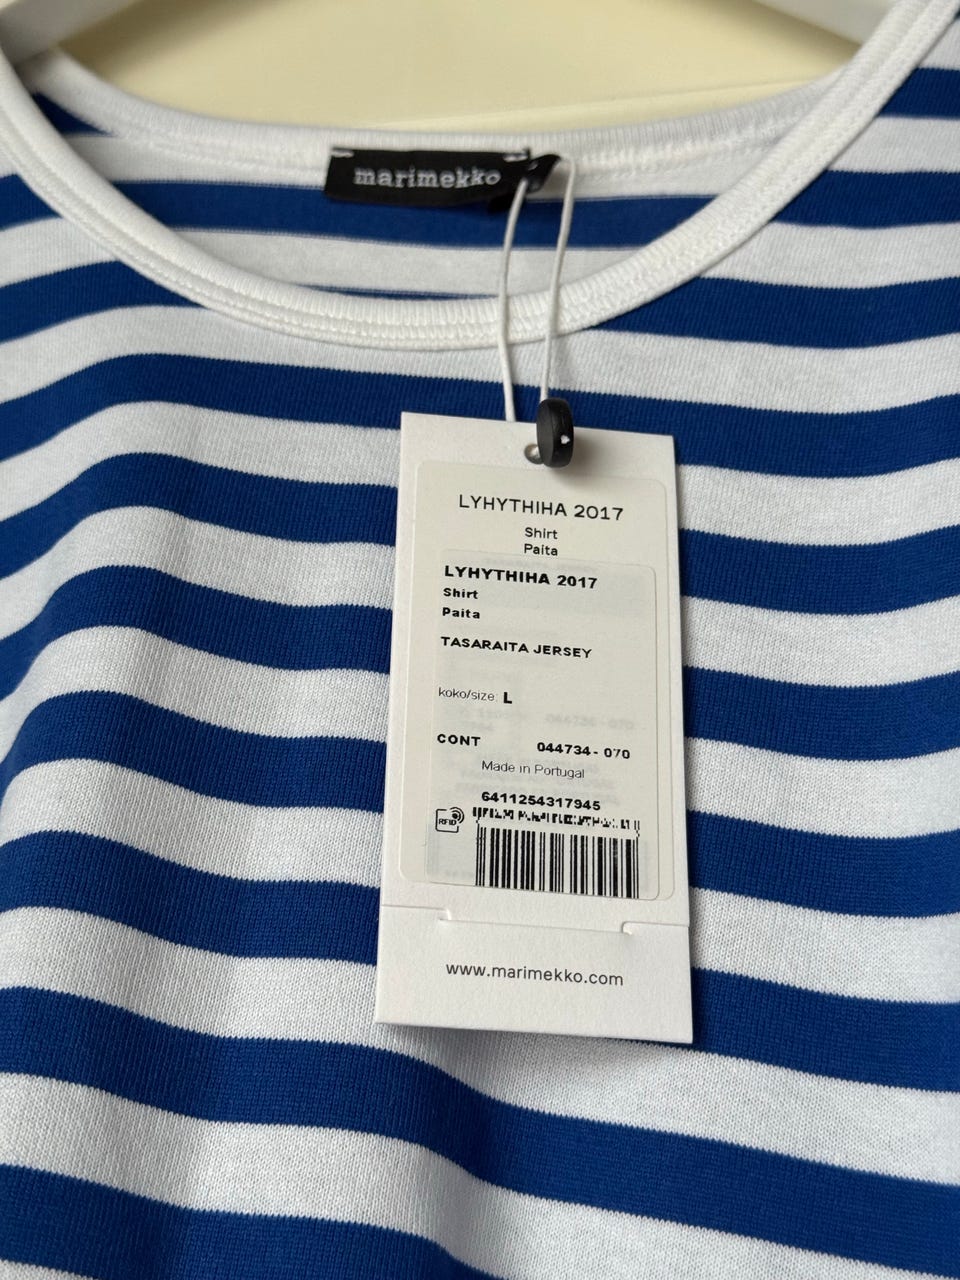 marimekko
LYHYTHIHA 2017
Shirt
Paita
LYHYTHIHA 2017
Shirt
Paita
TASARAITA JERSEY
koko/size: L
CONT 044734 - 070
Made in Portugal
6411254317945
RFID
www.marimekko.com